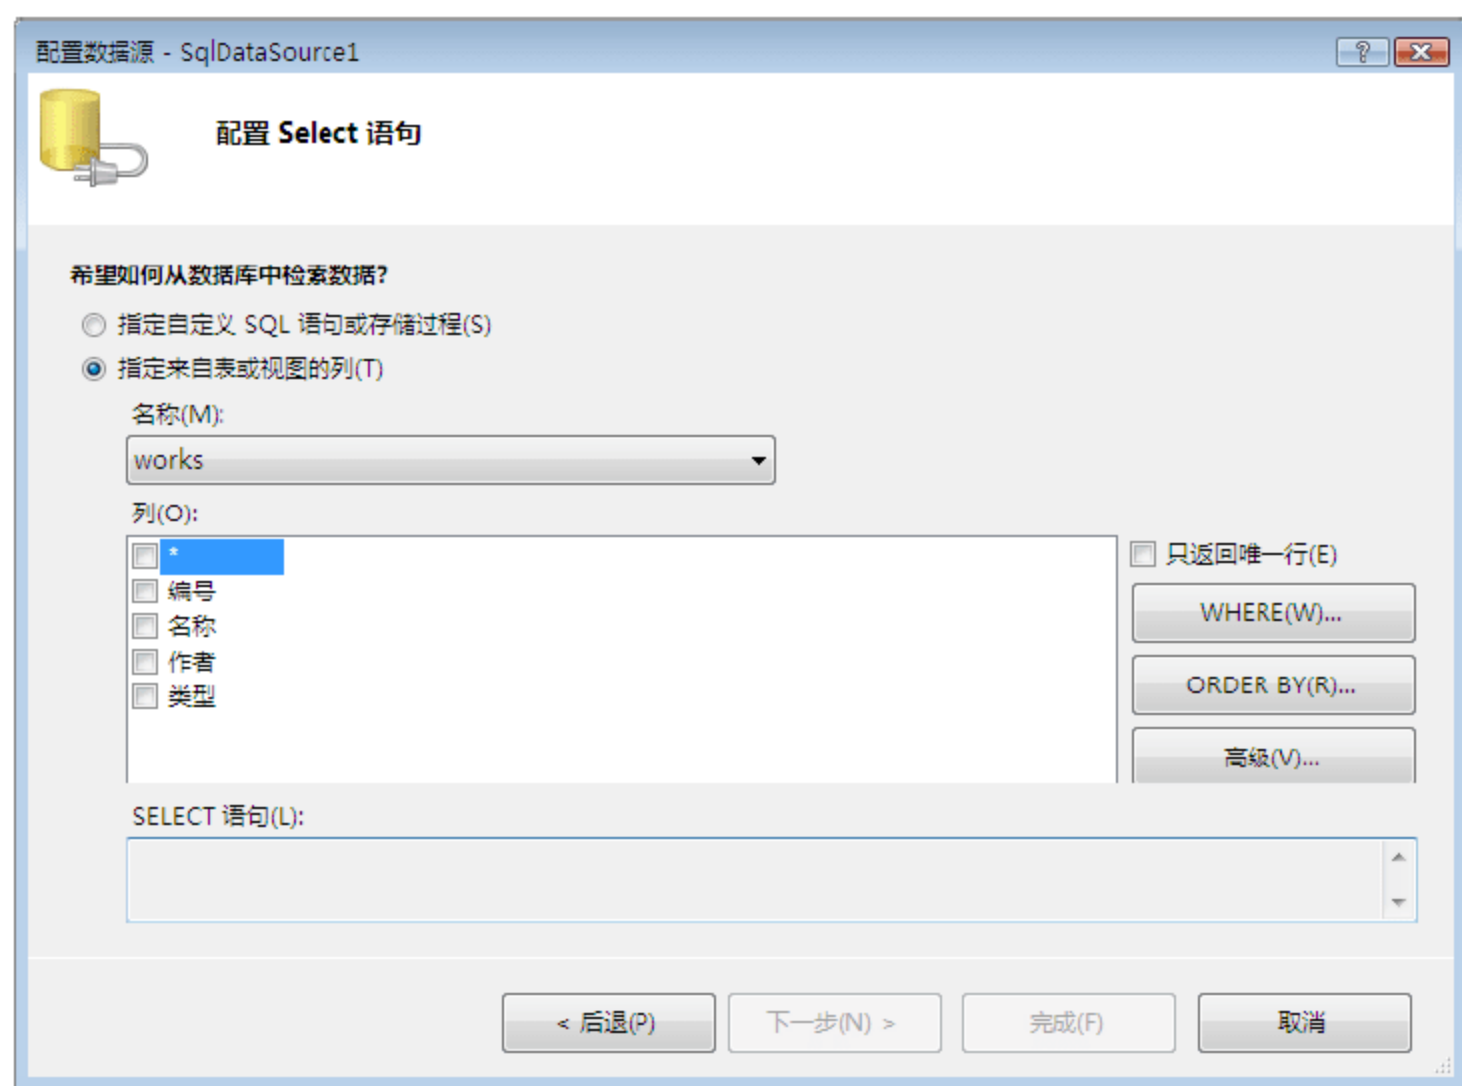 配置数据源 - SqlDataSource1
配置 Select 语句
希望如何从数据库中检索数据?
指定自定义 SQL 语句或存储过程(S)
指定来自表或视图的列(T)
名称(M):
works
列(O):
*
只返回唯一行(E)
编号
WHERE(W)...
名称
作者
ORDER BY(R)...
类型
高级(V)...
SELECT 语句(L):
< 后退(P)
下一步(N) >
完成(F)
取消